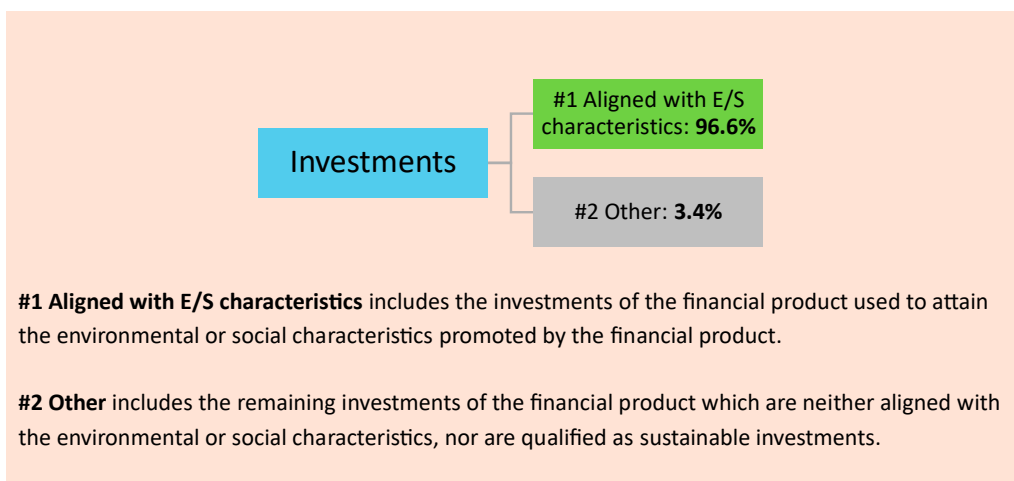 #1 Aligned with E/S
characteristics: 96.6%
Investments
#2 Other: 3.4%
#1 Aligned with E/S characteristics includes the investments of the financial product used to attain
the environmental or social characteristics promoted by the financial product.
#2 Other includes the remaining investments of the financial product which are neither aligned with
the environmental or social characteristics, nor are qualified as sustainable investments.